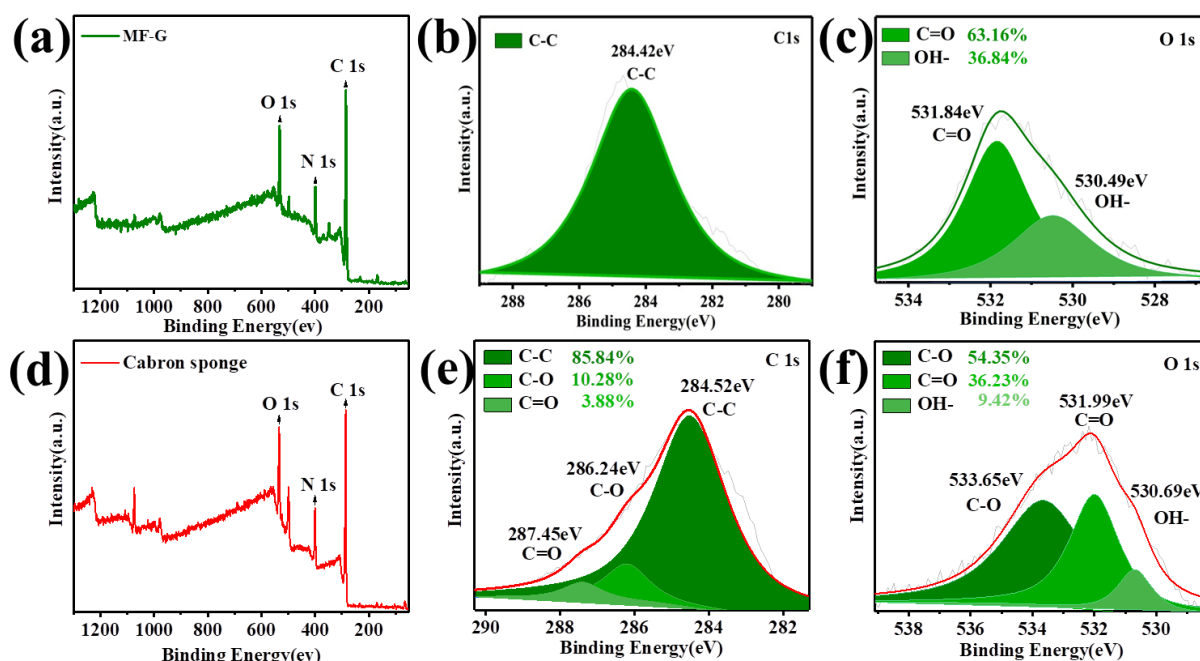 (a)
MF-G
C 1s
O 1s
N 1s
Intensity(a.u.)
1200 1000 800 600 400 200
Binding Energy(ev)
(b)
C-C
C1s
284.42eV
C-C
Intensity(a.u.)
288 286 284 282 280
Binding Energy(eV)
(c)
C=O 63.16%
OH- 36.84%
O 1s
531.84eV
C=O
530.49eV
OH-
Intensity(a.u.)
534 532 530 528
Binding Energy(eV)
(d)
Cabron sponge
C 1s
O 1s
N 1s
Intensity(a.u.)
1200 1000 800 600 400 200
Binding Energy(ev)
(e)
C-C 85.84%
C-O 10.28%
C=O 3.88%
C 1s
284.52eV
C-C
286.24eV
C-O
287.45eV
C=O
Intensity(a.u.)
290 288 286 284 282
Binding Energy(eV)
(f)
C-O 54.35%
C=O 36.23%
OH- 9.42%
O 1s
531.99eV
C=O
533.65eV
C-O
530.69eV
OH-
Intensity(a.u.)
538 536 534 532 530
Binding Energy(eV)